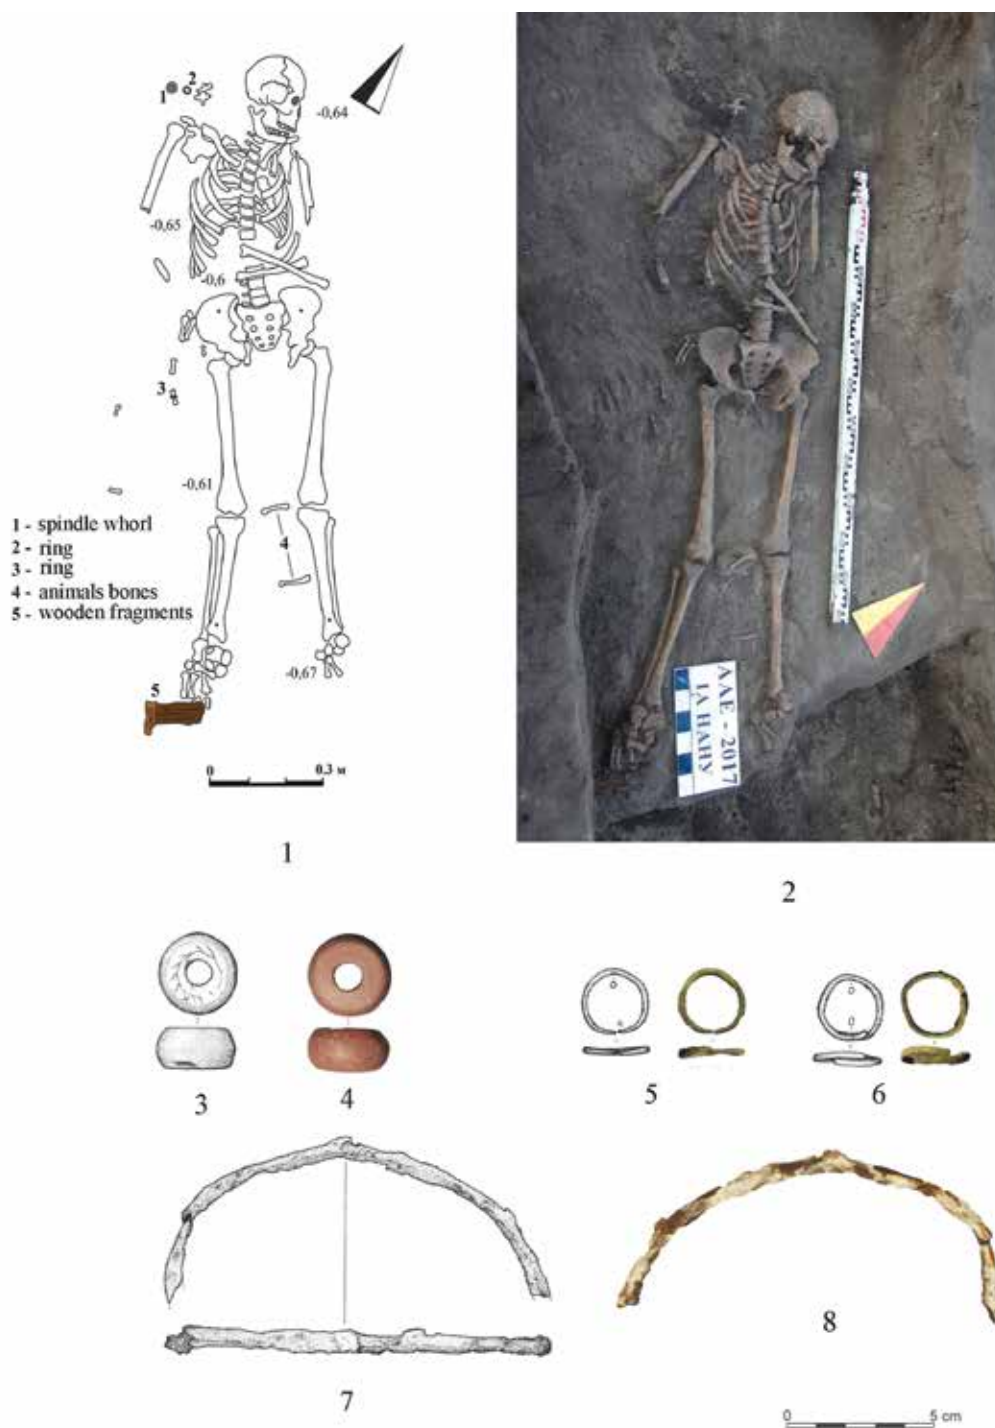 2
1
-0,64
-0,65
-0,6
3
-0,61
1 - spindle whorl
2 - ring
3 - ring
4 - animals bones
5 - wooden fragments
4
-0,67
5
0 0.3 м
1
ААЕ - 2017
ІА НАНУ
2
3
4
5
6
7
8
0 5 cm